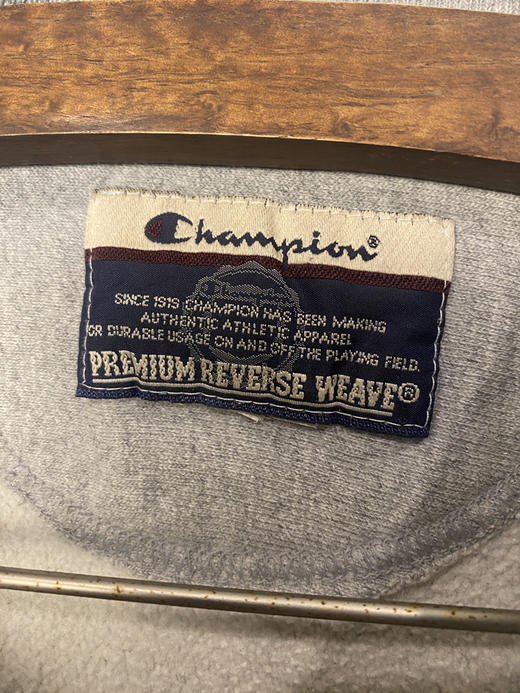 Champion®
SINCE 1919 CHAMPION HAS BEEN MAKING
AUTHENTIC ATHLETIC APPAREL
OR DURABLE USAGE ON AND OFF THE PLAYING FIELD.
PREMIUM REVERSE WEAVE®